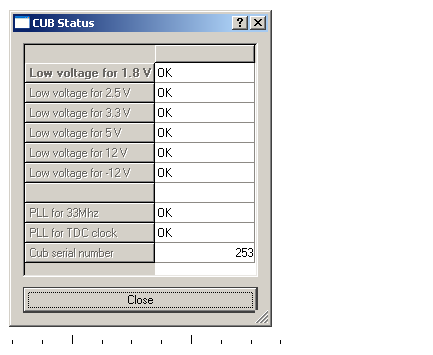 CUB Status
Low voltage for 1.8 V OK
Low voltage for 2.5 V OK
Low voltage for 3.3 V OK
Low voltage for 5 V OK
Low voltage for 12 V OK
Low voltage for -12 V OK
PLL for 33Mhz OK
PLL for TDC clock OK
Cub serial number 253
Close